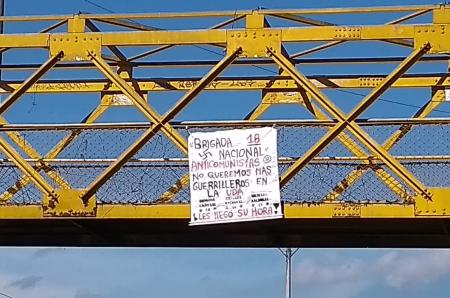 "BRIGADA 18
NACIONAL"
ANTICOMUNISTAS
NO QUEREMOS MAS
GUERRILLEROS EN
LA UDA
¡LES LLEGO SU HORA!